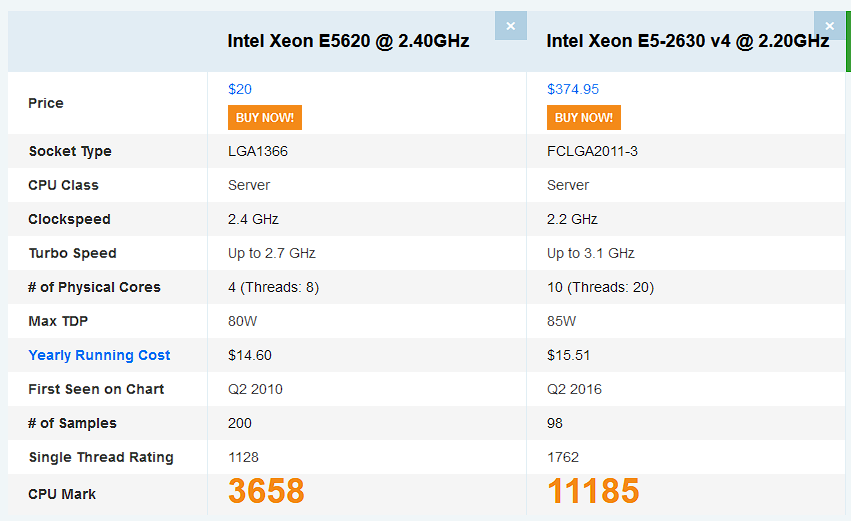 × ×
Intel Xeon E5620 @ 2.40GHz Intel Xeon E5-2630 v4 @ 2.20GHz
Price $20 $374.95
BUY NOW! BUY NOW!
Socket Type LGA1366 FCLGA2011-3
CPU Class Server Server
Clockspeed 2.4 GHz 2.2 GHz
Turbo Speed Up to 2.7 GHz Up to 3.1 GHz
# of Physical Cores 4 (Threads: 8) 10 (Threads: 20)
Max TDP 80W 85W
Yearly Running Cost $14.60 $15.51
First Seen on Chart Q2 2010 Q2 2016
# of Samples 200 98
Single Thread Rating 1128 1762
CPU Mark 3658 11185